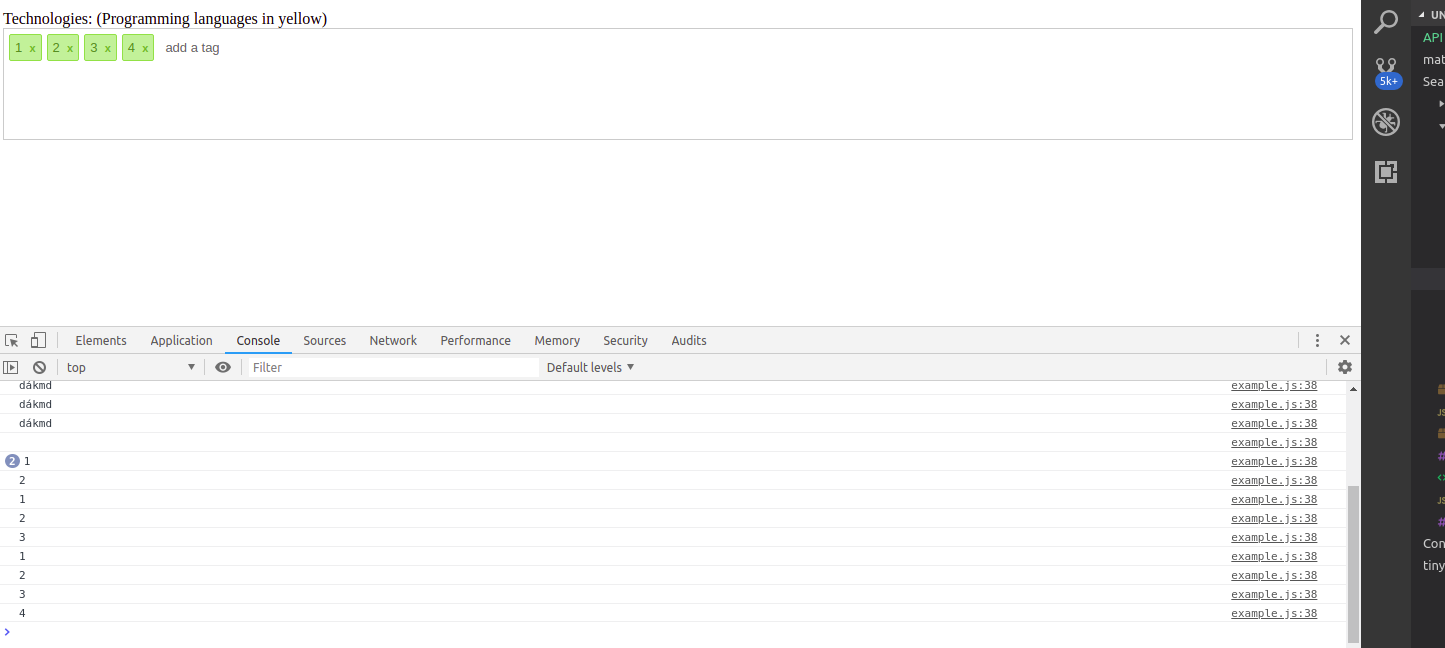 Technologies: (Programming languages in yellow)
1 x 2 x 3 x 4 x add a tag
Elements Application Console Sources Network Performance Memory Security Audits
top Filter Default levels
dákmd example.js:38
dákmd example.js:38
dákmd example.js:38
example.js:38
2 1 example.js:38
2 example.js:38
1 example.js:38
2 example.js:38
3 example.js:38
1 example.js:38
2 example.js:38
3 example.js:38
4 example.js:38
>
5k+
UN
API
mat
Sea
JS
#
<>
JS
#
Con
tiny